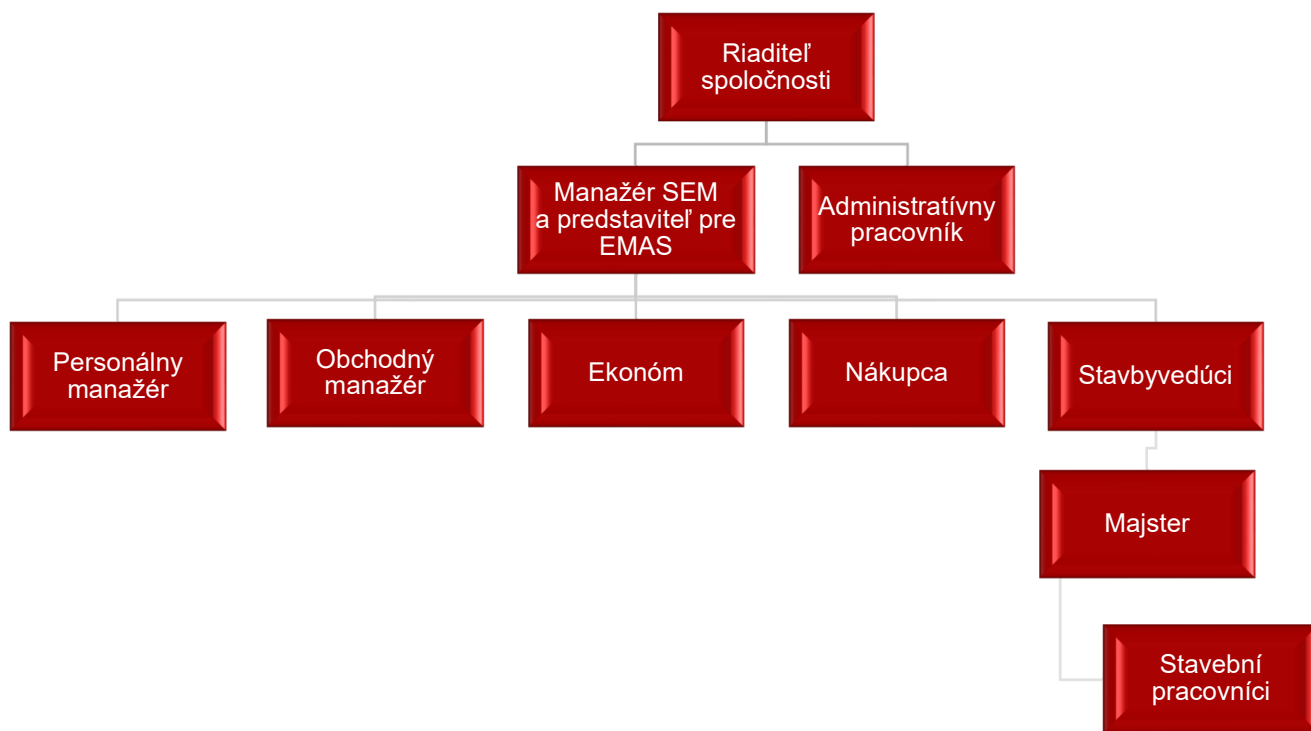 Riaditeľ
spoločnosti
Manažér SEM
a predstaviteľ pre
EMAS
Administratívny
pracovník
Personálny
manažér
Obchodný
manažér
Ekonóm
Nákupca
Stavbyvedúci
Majster
Stavební
pracovníci